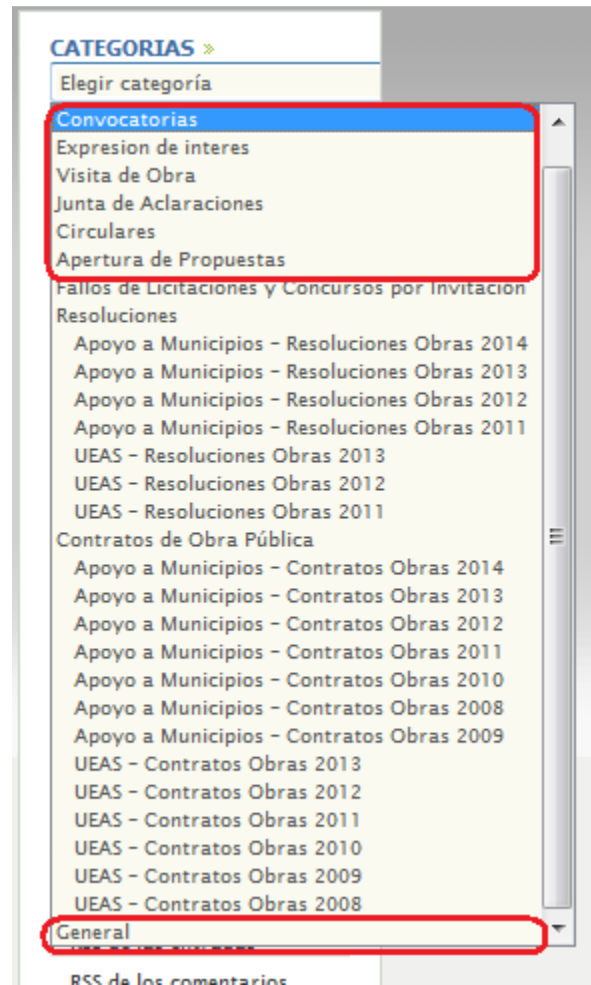 CATEGORIAS »
Elegir categoría
Convocatorias
Expresion de interes
Visita de Obra
Junta de Aclaraciones
Circulares
Apertura de Propuestas
Fallos de Licitaciones y Concursos por Invitacion
Resoluciones
Apoyo a Municipios – Resoluciones Obras 2014
Apoyo a Municipios – Resoluciones Obras 2013
Apoyo a Municipios – Resoluciones Obras 2012
Apoyo a Municipios – Resoluciones Obras 2011
UEAS – Resoluciones Obras 2013
UEAS – Resoluciones Obras 2012
UEAS – Resoluciones Obras 2011
Contratos de Obra Pública
Apoyo a Municipios – Contratos Obras 2014
Apoyo a Municipios – Contratos Obras 2013
Apoyo a Municipios – Contratos Obras 2012
Apoyo a Municipios – Contratos Obras 2011
Apoyo a Municipios – Contratos Obras 2010
Apoyo a Municipios – Contratos Obras 2008
Apoyo a Municipios – Contratos Obras 2009
UEAS – Contratos Obras 2013
UEAS – Contratos Obras 2012
UEAS – Contratos Obras 2011
UEAS – Contratos Obras 2010
UEAS – Contratos Obras 2009
UEAS – Contratos Obras 2008
General
RSS de los comentarios